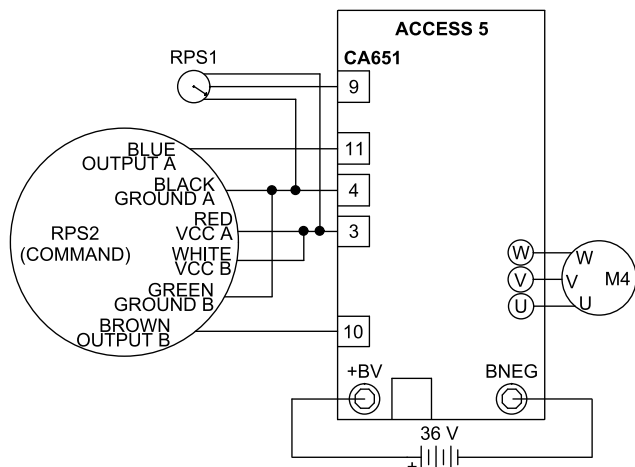 ACCESS 5
RPS1
CA651
9
BLUE
OUTPUT A
11
BLACK
GROUND A
4
RED
VCC A
3
RPS2
(COMMAND)
WHITE
VCC B
GREEN
GROUND B
BROWN
OUTPUT B
10
W
W
V
V
M4
U
U
+BV
BNEG
36 V
+